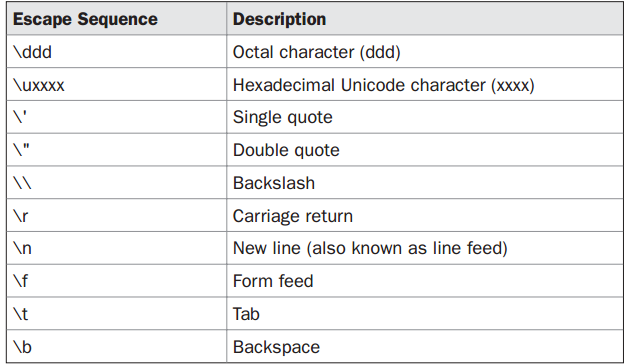 Escape Sequence Description
\ddd Octal character (ddd)
\uxxxx Hexadecimal Unicode character (xxxx)
\' Single quote
\" Double quote
\\ Backslash
\r Carriage return
\n New line (also known as line feed)
\f Form feed
\t Tab
\b Backspace